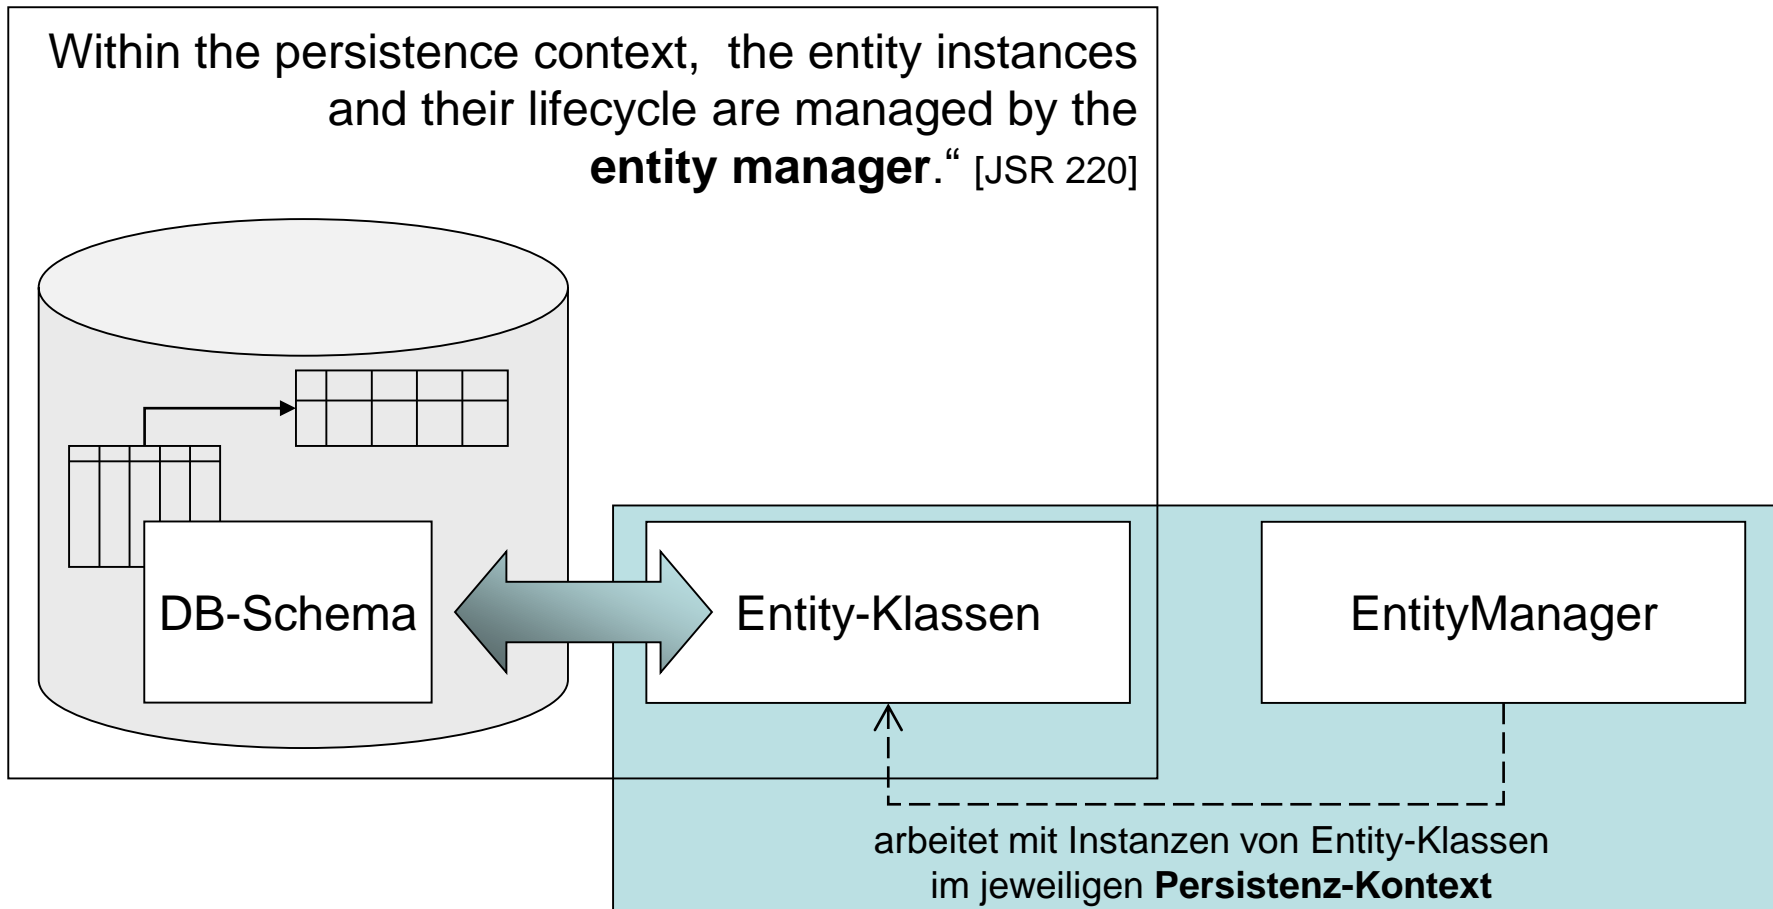 Within the persistence context, the entity instances
and their lifecycle are managed by the
entity manager.“ [JSR 220]
DB-Schema
Entity-Klassen
EntityManager
arbeitet mit Instanzen von Entity-Klassen
im jeweiligen Persistenz-Kontext